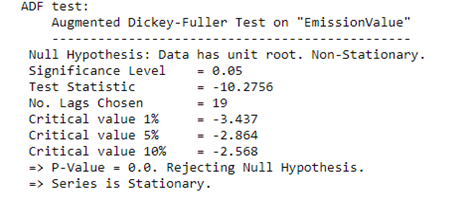 ADF test:
    Augmented Dickey-Fuller Test on "EmissionValue"
    -----------------------------------------------
 Null Hypothesis: Data has unit root. Non-Stationary.
 Significance Level    = 0.05
 Test Statistic        = -10.2756
 No. Lags Chosen       = 19
 Critical value 1%     = -3.437
 Critical value 5%     = -2.864
 Critical value 10%    = -2.568
 => P-Value = 0.0. Rejecting Null Hypothesis.
 => Series is Stationary.